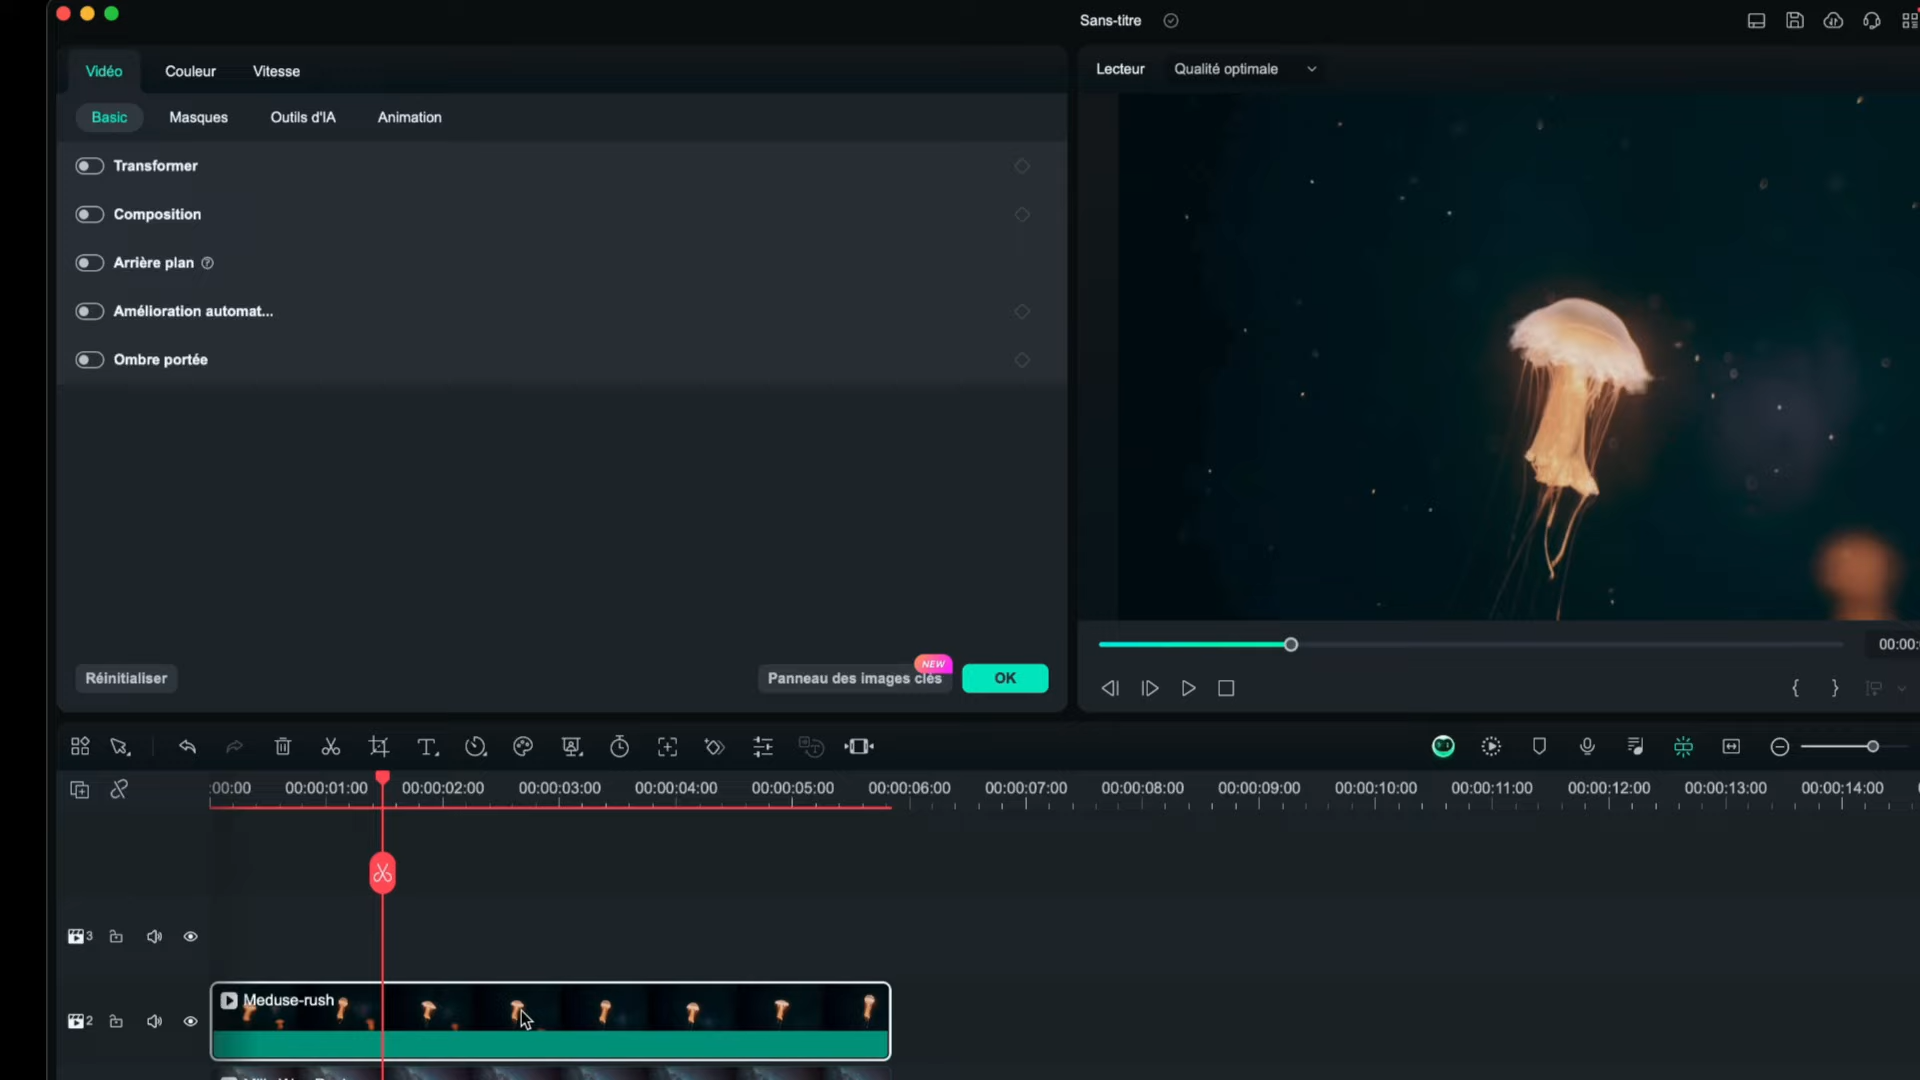 Sans-titre
Vidéo Couleur Vitesse
Lecteur Qualité optimale
Basic Masques Outils d'IA Animation
Transformer
Composition
Arrière plan
Amélioration automat...
Ombre portée
NEW
Réinitialiser Panneau des images clés OK
00:00:
:00:00 00:00:01:00 00:00:02:00 00:00:03:00 00:00:04:00 00:00:05:00 00:00:06:00 00:00:07:00 00:00:08:00 00:00:09:00 00:00:10:00 00:00:11:00 00:00:12:00 00:00:13:00 00:00:14:00
3
Meduse-rush
2